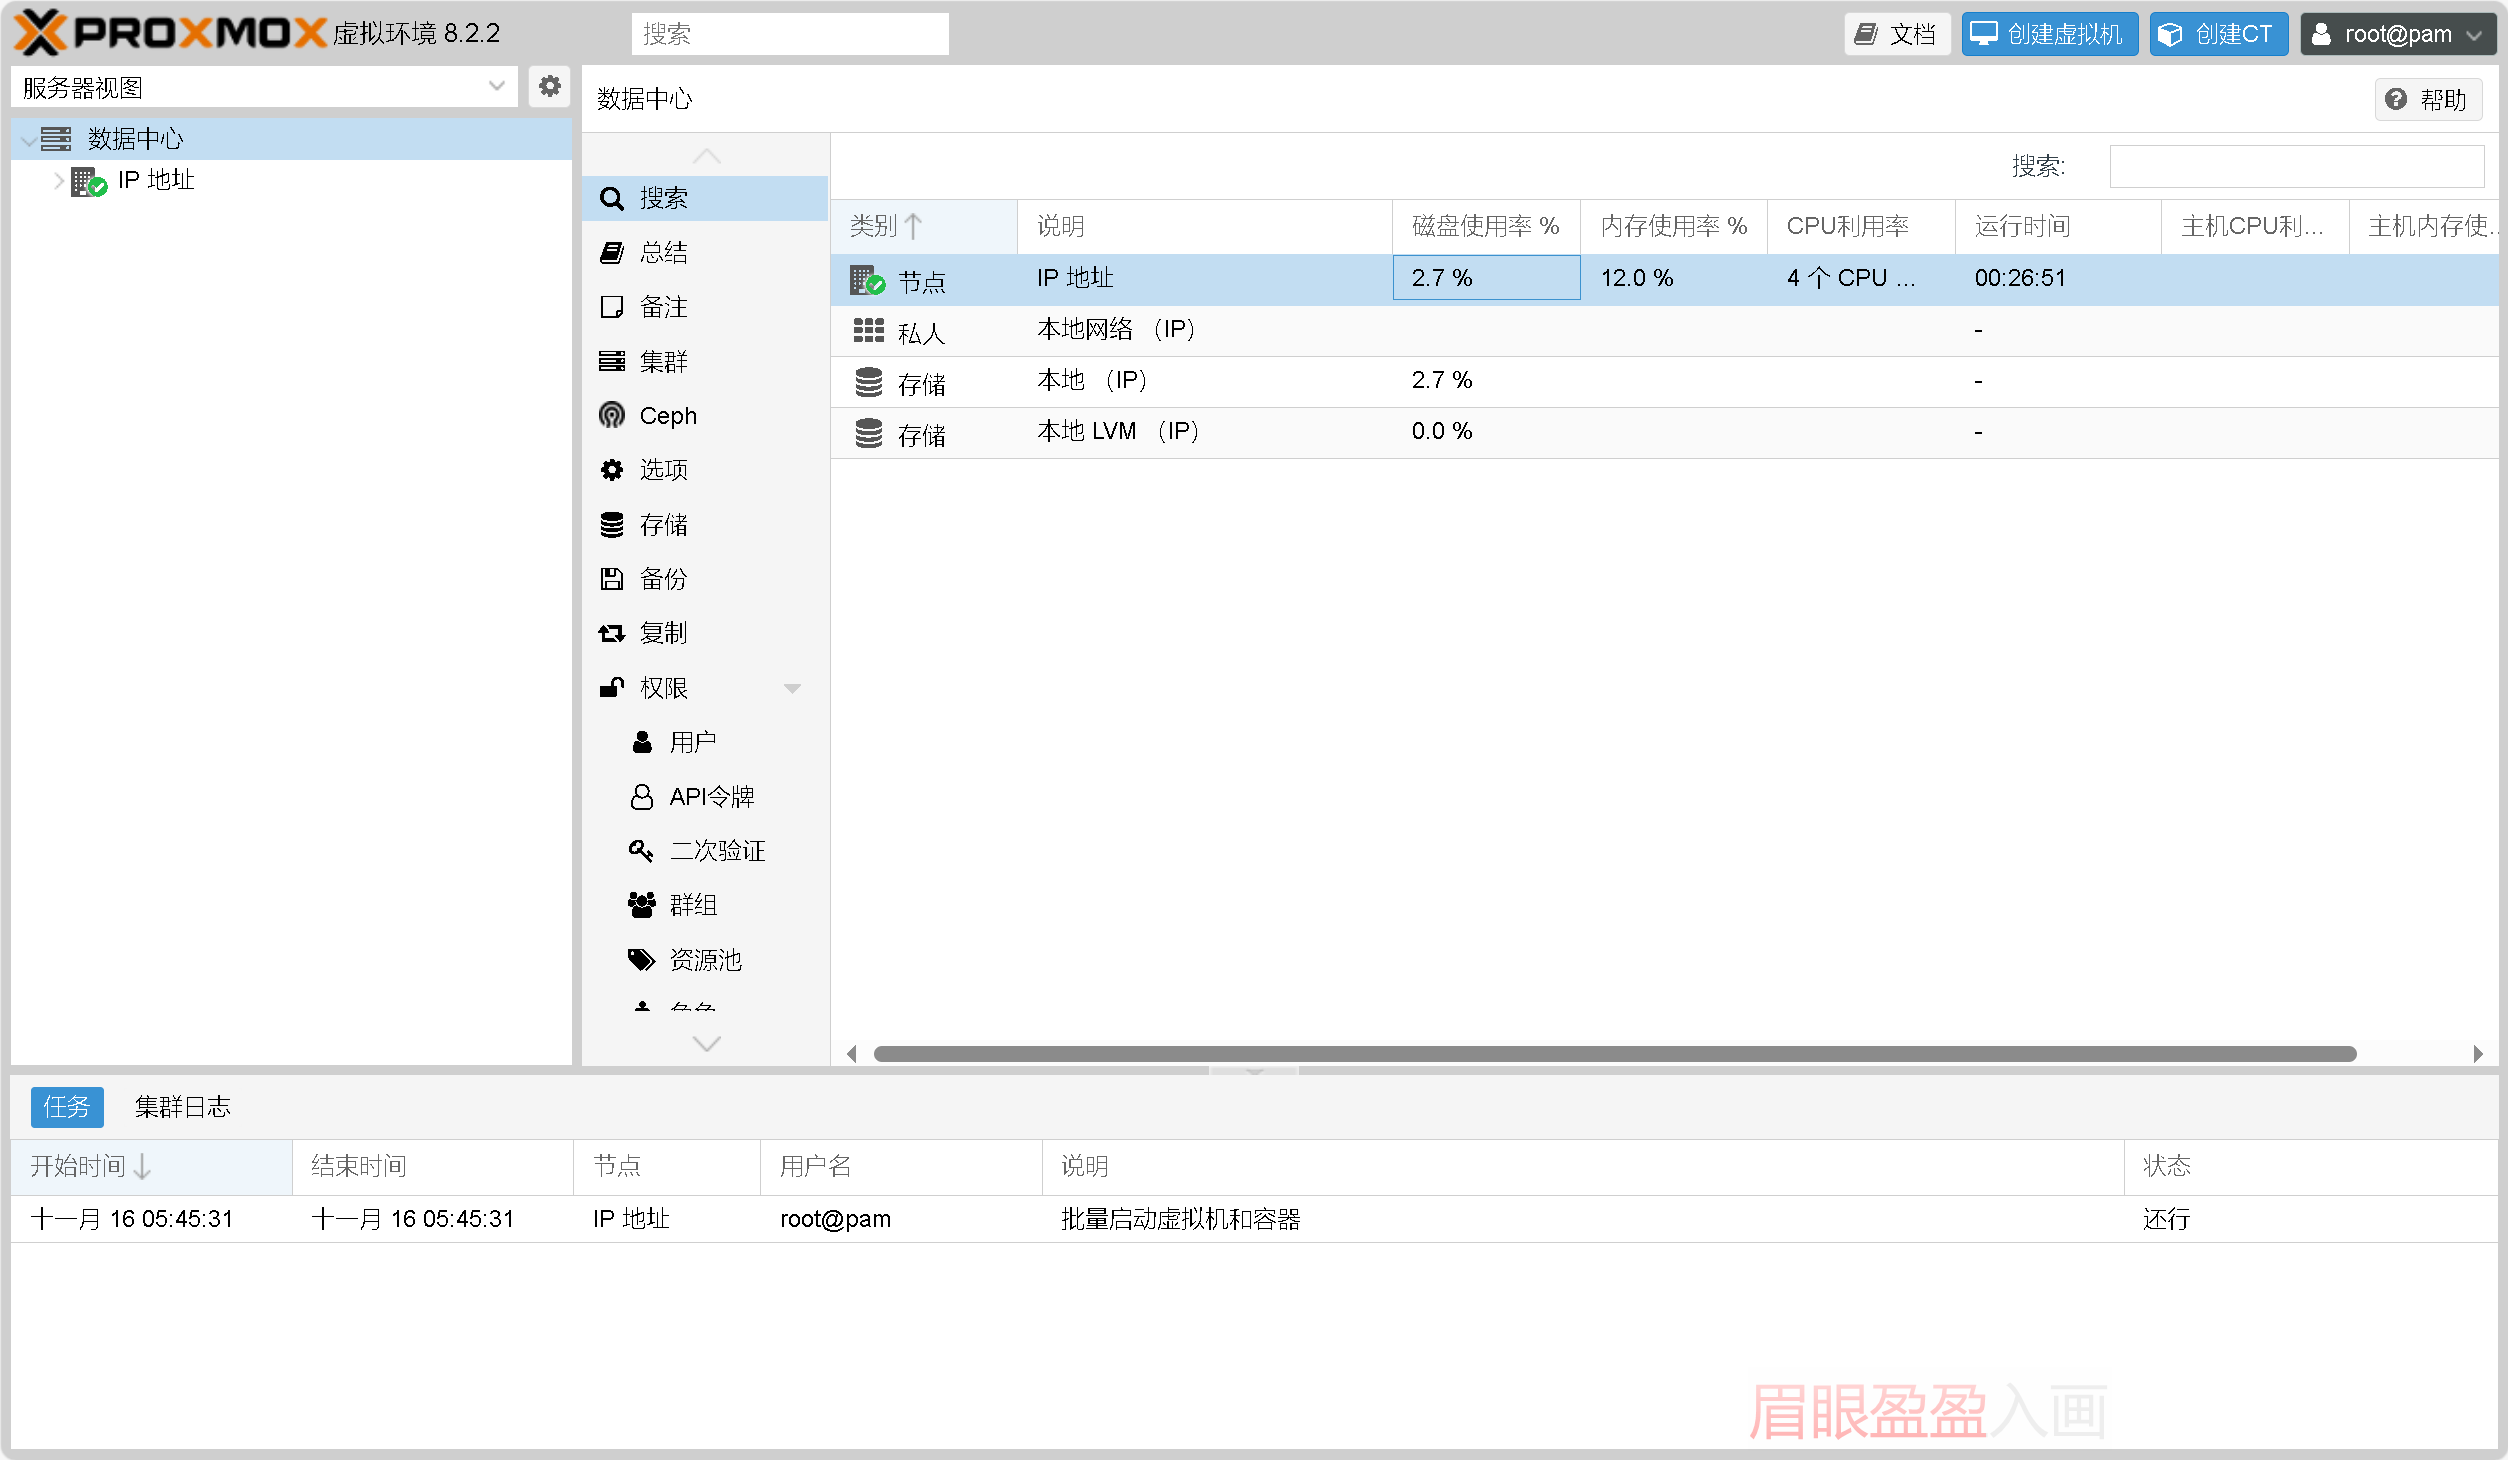 PROXMOX 虚拟环境 8.2.2
搜索
文档
创建虚拟机
创建CT
root@pam
服务器视图
数据中心
IP 地址
数据中心
帮助
搜索
总结
备注
集群
Ceph
选项
存储
备份
复制
权限
用户
API令牌
二次验证
群组
资源池
角色
搜索:
类别 说明 磁盘使用率 % 内存使用率 % CPU利用率 运行时间 主机CPU利... 主机内存使...
节点 IP 地址 2.7 % 12.0 % 4 个 CPU ... 00:26:51
私人 本地网络 （IP） -
存储 本地 （IP） 2.7 % -
存储 本地 LVM （IP） 0.0 % -
任务
集群日志
开始时间 结束时间 节点 用户名 说明 状态
十一月 16 05:45:31 十一月 16 05:45:31 IP 地址 root@pam 批量启动虚拟机和容器 还行
眉眼盈盈入画